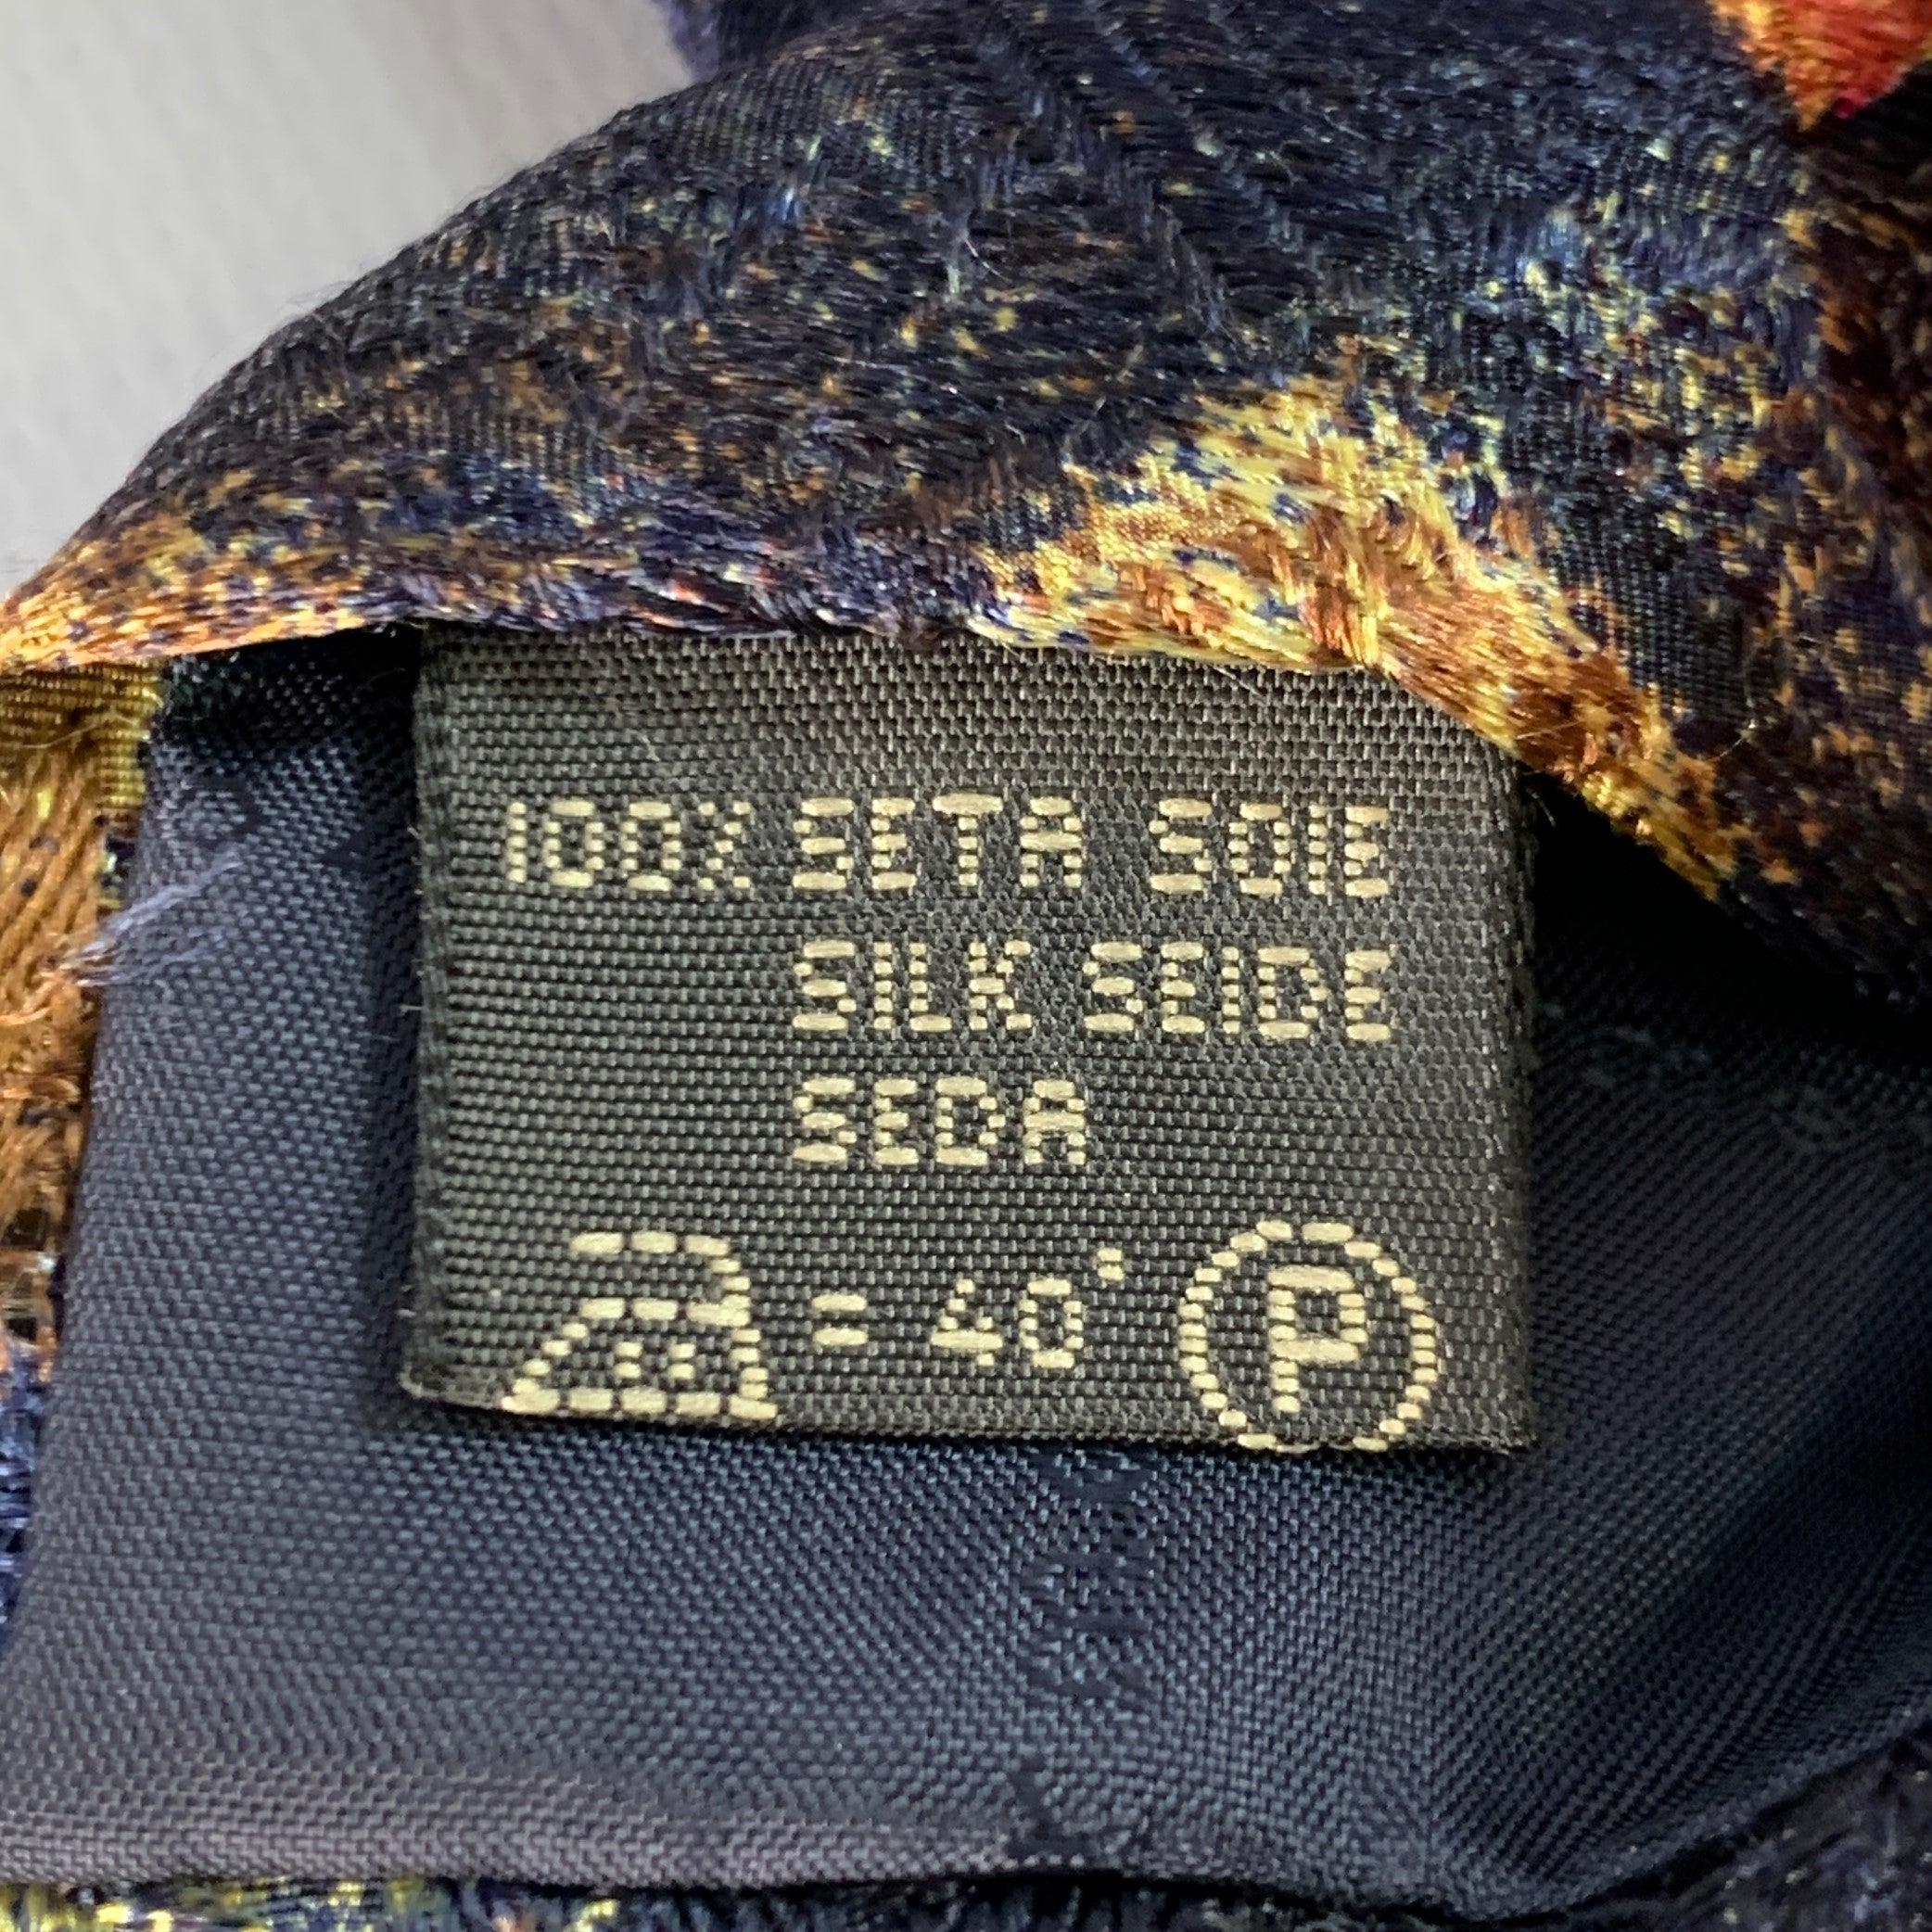 100% SETA SOIE
SILK SEIDE
SEDA
= 40° P